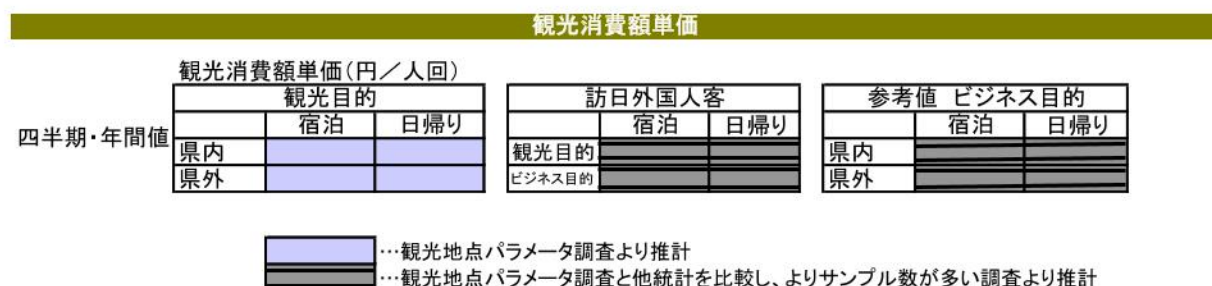 観光消費額単価
観光消費額単価(円／人回)
観光目的
訪日外国人客
参考値 ビジネス目的
宿泊 日帰り
宿泊 日帰り
宿泊 日帰り
四半期・年間値
県内
観光目的
県内
県外
ビジネス目的
県外
…観光地点パラメータ調査より推計
…観光地点パラメータ調査と他統計を比較し、よりサンプル数が多い調査より推計